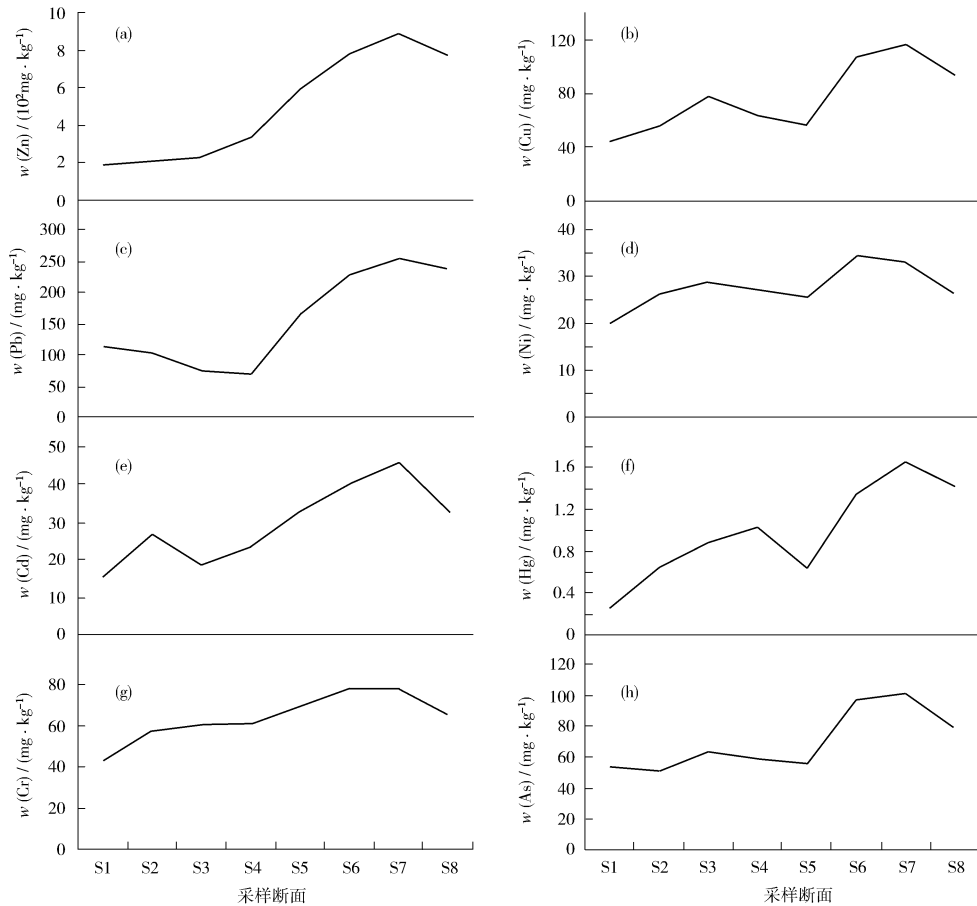 (a)
w (Zn) / (10²mg · kg⁻¹)
10
8
6
4
2
0
(b)
w (Cu) / (mg · kg⁻¹)
120
80
40
0
(c)
w (Pb) / (mg · kg⁻¹)
300
250
200
150
100
50
0
(d)
w (Ni) / (mg · kg⁻¹)
40
30
20
10
0
(e)
w (Cd) / (mg · kg⁻¹)
50
40
30
20
10
0
(f)
w (Hg) / (mg · kg⁻¹)
1.6
1.2
0.8
0.4
0
(g)
w (Cr) / (mg · kg⁻¹)
80
60
40
20
0
S1 S2 S3 S4 S5 S6 S7 S8
采样断面
(h)
w (As) / (mg · kg⁻¹)
120
100
80
60
40
20
0
S1 S2 S3 S4 S5 S6 S7 S8
采样断面